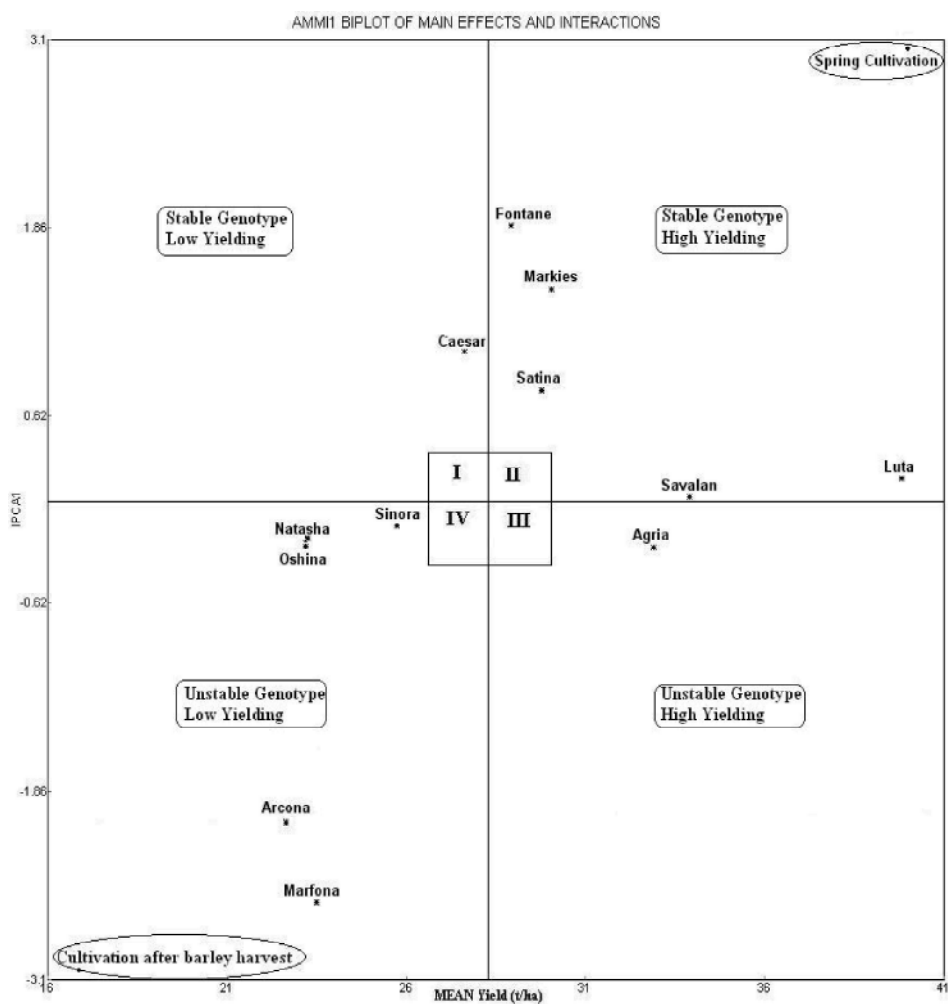 AMMI1 BIPLOT OF MAIN EFFECTS AND INTERACTIONS
3.1
Spring Cultivation
Stable Genotype
Low Yielding
Fontane
Stable Genotype
High Yielding
1.86
Markies
Caesar
Satina
0.62
I II
Luta
Savalan
IPCA1
Sinora
IV III
Natasha
Agria
Oshina
-0.62
Unstable Genotype
Low Yielding
Unstable Genotype
High Yielding
-1.86
Arcona
Marfona
Cultivation after barley harvest
-3.1
16 21 26 31 36 41
MEAN Yield (t/ha)